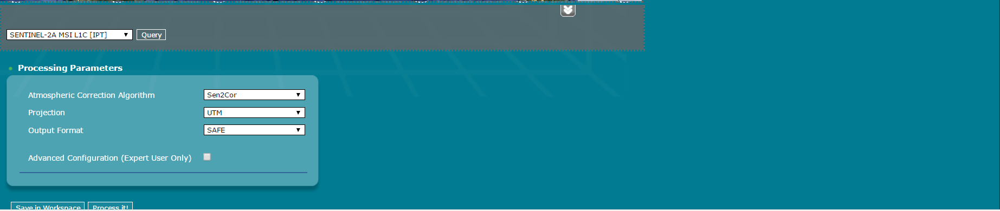 SENTINEL-2A MSI L1C [IPT] Query
Processing Parameters
Atmospheric Correction Algorithm Sen2Cor
Projection UTM
Output Format SAFE
Advanced Configuration (Expert User Only)
Save in Workspace Process it!